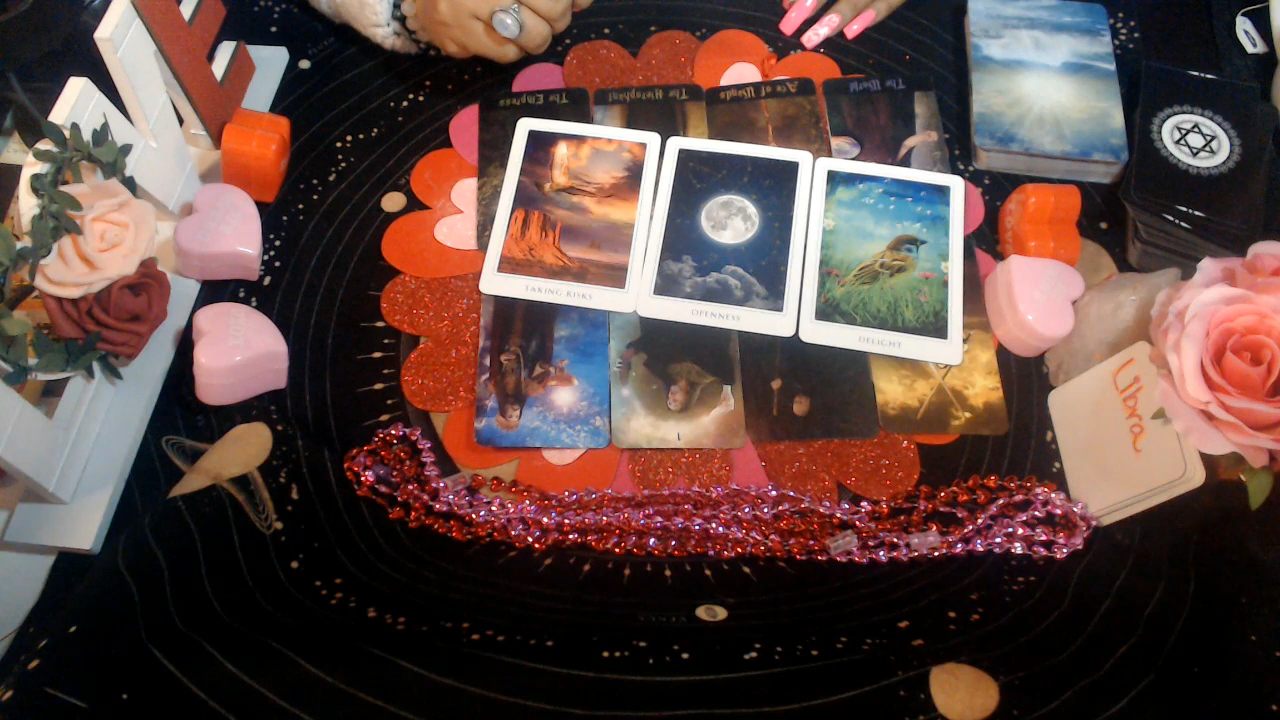 The Empress
The Hierophant
Ace of Wands
The World
TAKING RISKS
OPENNESS
DELIGHT
Libra